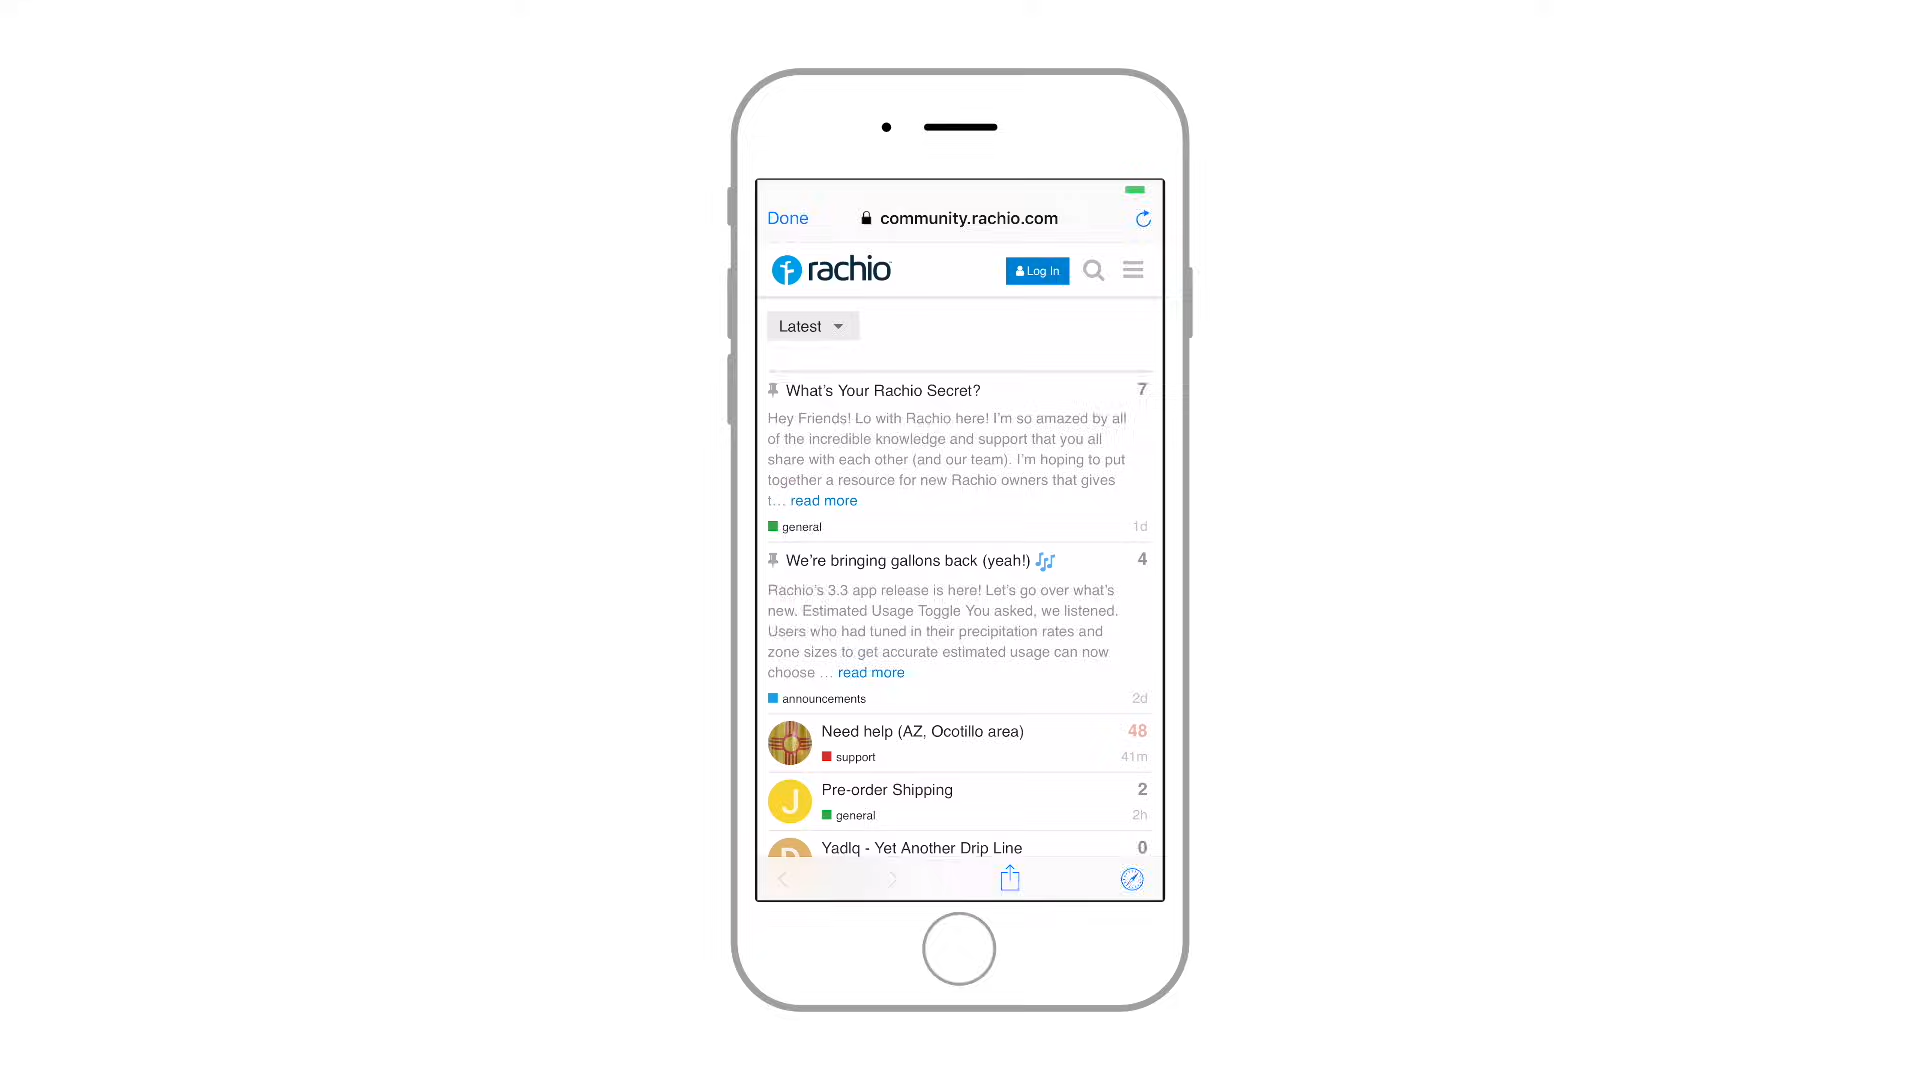 Done
community.rachio.com
rachio
Log In
Latest
What's Your Rachio Secret? 7
Hey Friends! Lo with Rachio here! I'm so amazed by all
of the incredible knowledge and support that you all
share with each other (and our team). I'm hoping to put
together a resource for new Rachio owners that gives
t... read more
general 1d
We're bringing gallons back (yeah!) 🎶 4
Rachio's 3.3 app release is here! Let's go over what's
new. Estimated Usage Toggle You asked, we listened.
Users who had tuned in their precipitation rates and
zone sizes to get accurate estimated usage can now
choose ... read more
announcements 2d
Need help (AZ, Ocotillo area) 48
support 41m
J
Pre-order Shipping 2
general 2h
D
Yadlq - Yet Another Drip Line 0